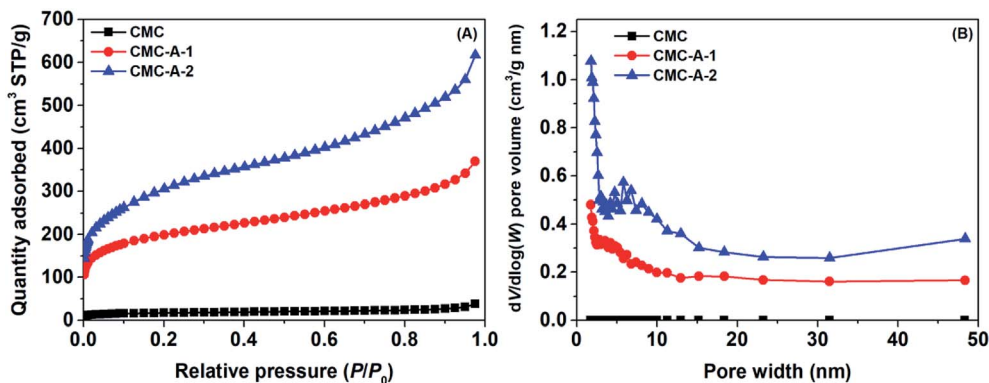 (A)
CMC
CMC-A-1
CMC-A-2
Quantity adsorbed (cm³ STP/g)
700
600
500
400
300
200
100
0
0.0 0.2 0.4 0.6 0.8 1.0
Relative pressure (P/P₀)
(B)
CMC
CMC-A-1
CMC-A-2
dV/dlog(W) pore volume (cm³/g nm)
1.2
1.0
0.8
0.6
0.4
0.2
0.0
0 10 20 30 40 50
Pore width (nm)